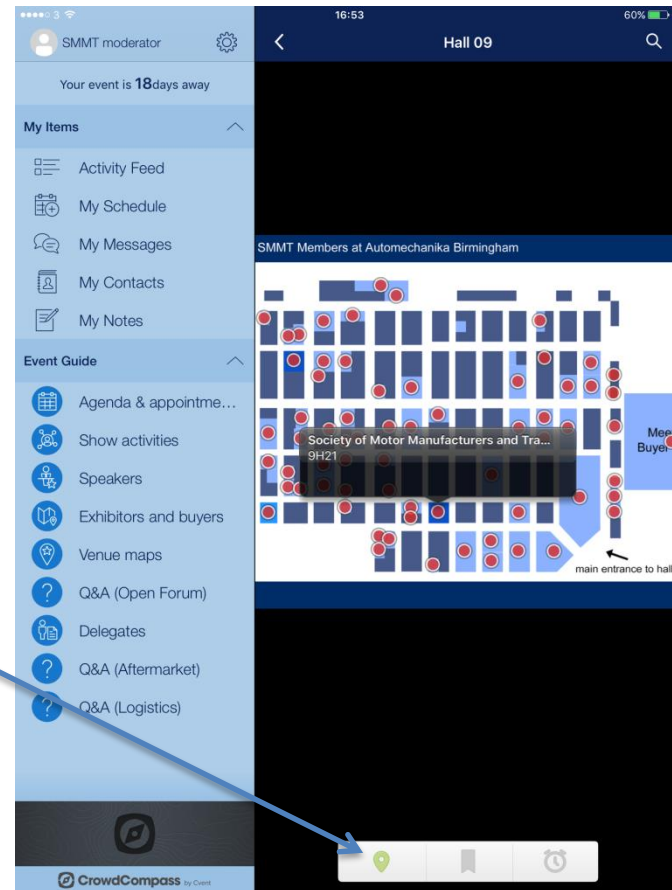 3
16:53
60%
SMMT moderator
Hall 09
Your event is 18days away
My Items
Activity Feed
My Schedule
My Messages
My Contacts
My Notes
Event Guide
Agenda & appointme...
Show activities
Speakers
Exhibitors and buyers
Venue maps
Q&A (Open Forum)
Delegates
Q&A (Aftermarket)
Q&A (Logistics)
CrowdCompass by Cvent
SMMT Members at Automechanika Birmingham
Society of Motor Manufacturers and Tra...
9H21
Mee
Buyer
main entrance to hall